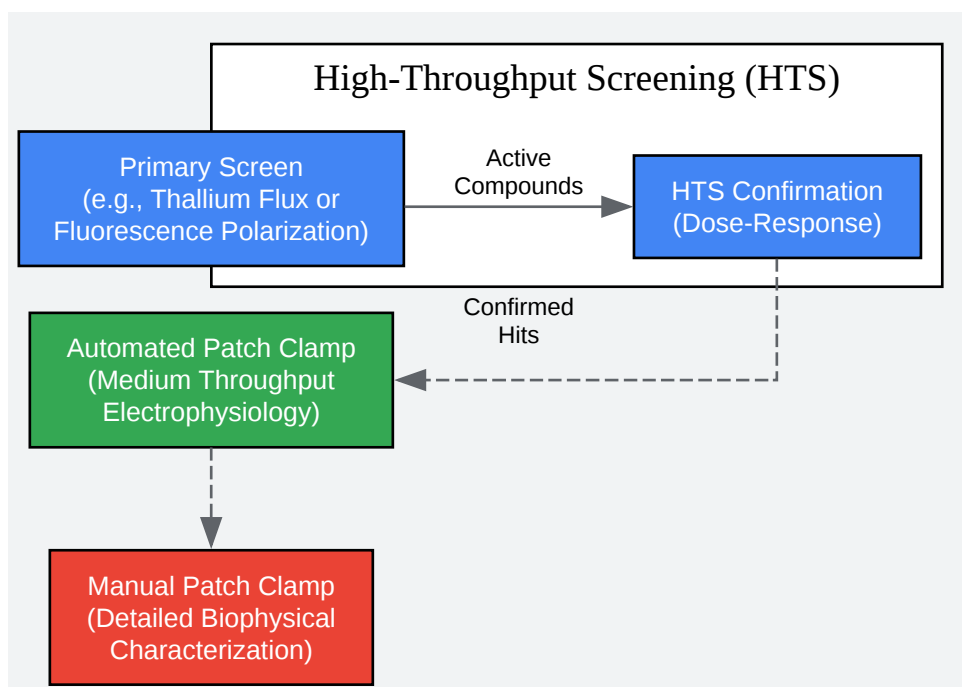 High-Throughput Screening (HTS)
Primary Screen
(e.g., Thallium Flux or
Fluorescence Polarization)
Active
Compounds
HTS Confirmation
(Dose-Response)
Confirmed
Hits
Automated Patch Clamp
(Medium Throughput
Electrophysiology)
Manual Patch Clamp
(Detailed Biophysical
Characterization)